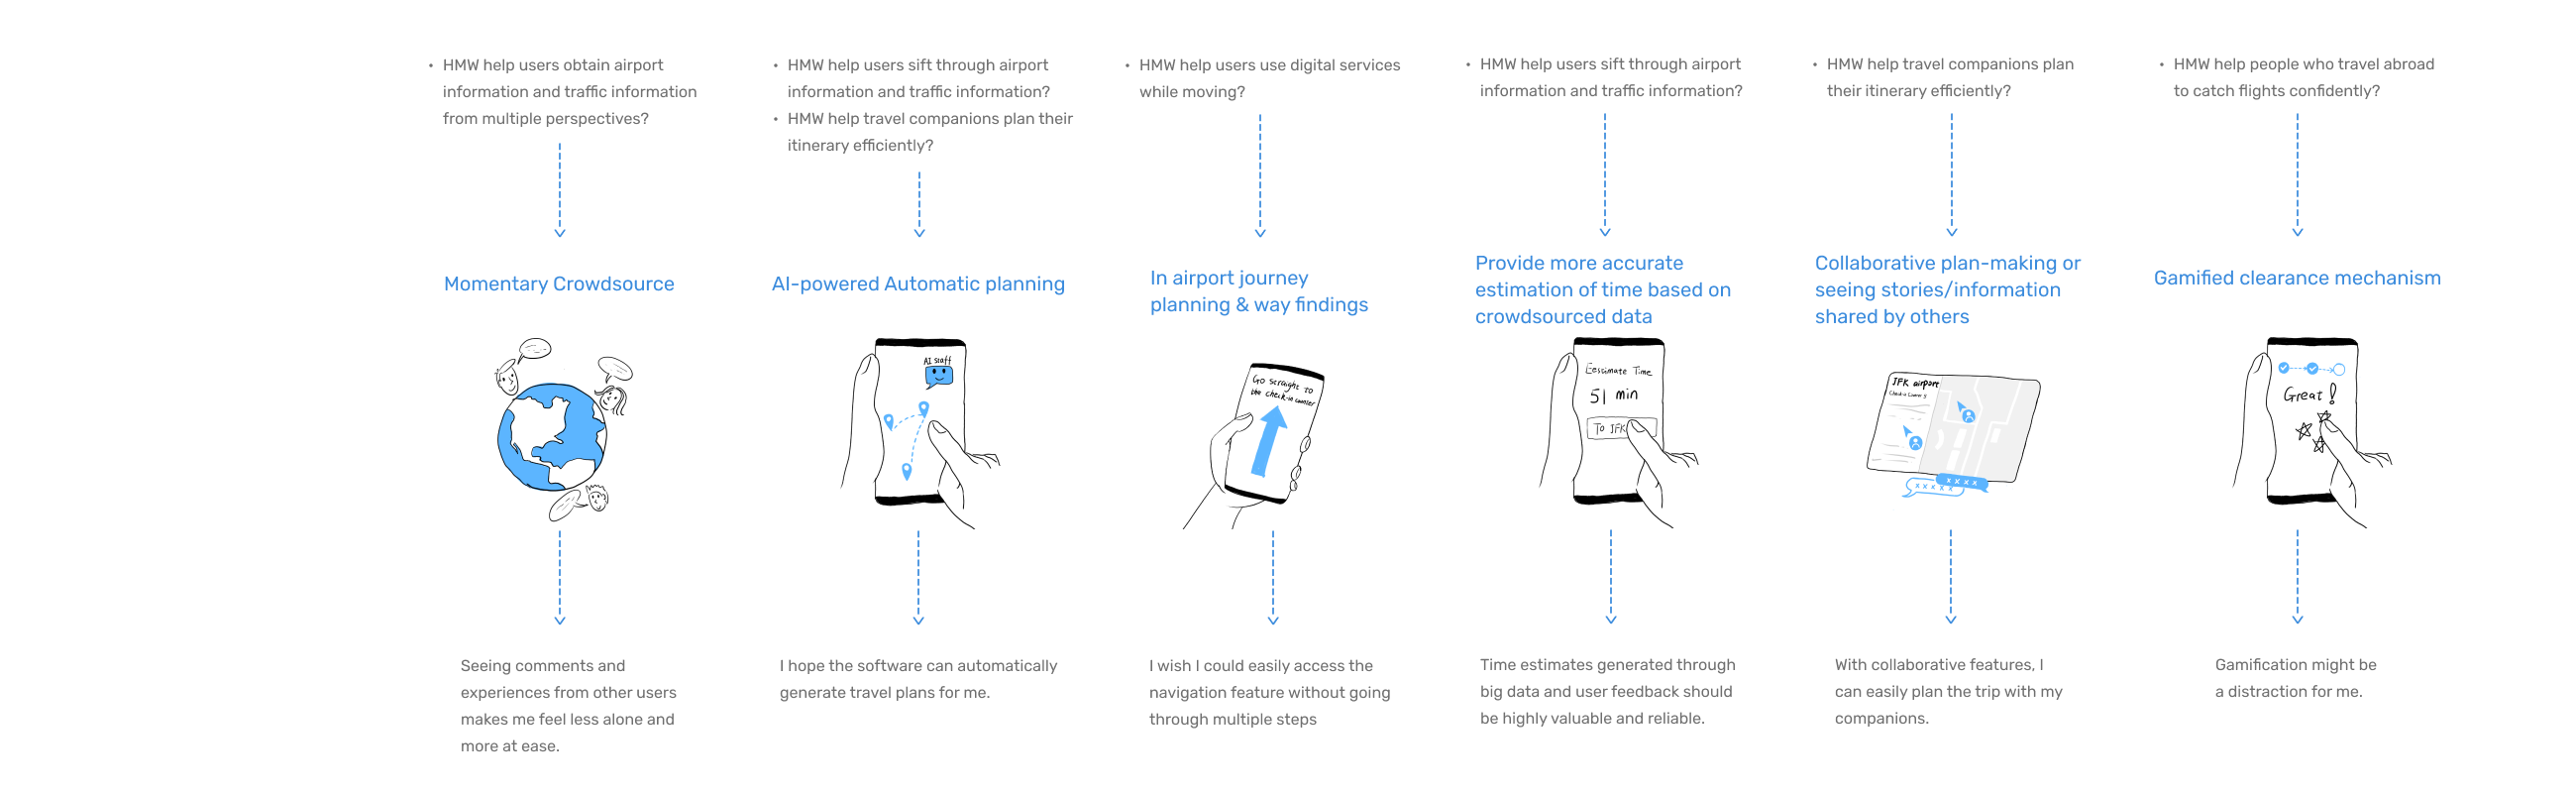 • HMW help users obtain airport
information and traffic information
from multiple perspectives?
• HMW help users sift through airport
information and traffic information?
• HMW help travel companions plan their
itinerary efficiently?
• HMW help users use digital services
while moving?
• HMW help users sift through airport
information and traffic information?
• HMW help travel companions plan
their itinerary efficiently?
• HMW help people who travel abroad
to catch flights confidently?
Momentary Crowdsource
AI-powered Automatic planning
In airport journey
planning & way findings
Provide more accurate
estimation of time based on
crowdsourced data
Collaborative plan-making or
seeing stories/information
shared by others
Gamified clearance mechanism
AI staff
Go straight to
the check-in counter
Eestimate Time
51 min
To JFK
JFK airport
x x x x
x x x x x
Great!
Seeing comments and
experiences from other users
makes me feel less alone and
more at ease.
I hope the software can automatically
generate travel plans for me.
I wish I could easily access the
navigation feature without going
through multiple steps
Time estimates generated through
big data and user feedback should
be highly valuable and reliable.
With collaborative features, I
can easily plan the trip with my
companions.
Gamification might be
a distraction for me.